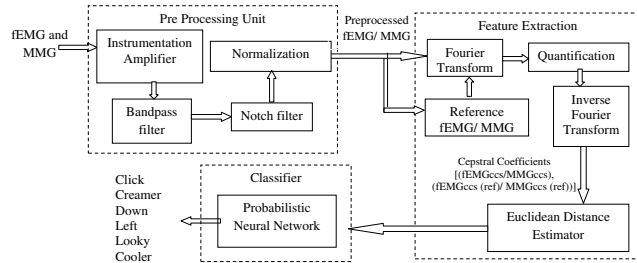 Pre Processing Unit
fEMG and
MMG
Instrumentation
Amplifier
Normalization
Bandpass
filter
Notch filter
Preprocessed
fEMG/ MMG
Feature Extraction
Fourier
Transform
Quantification
Reference
fEMG/ MMG
Inverse
Fourier
Transform
Cepstral Coefficients
[(fEMGccs/MMGccs),
(fEMGccs (ref)/ MMGccs (ref))]
Euclidean Distance
Estimator
Classifier
Probabilistic
Neural Network
Click
Creamer
Down
Left
Looky
Cooler